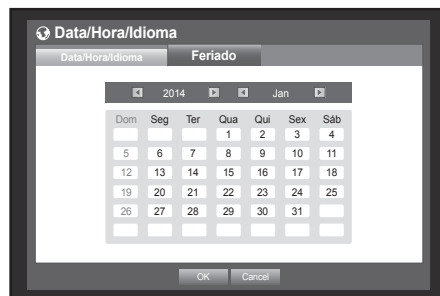 Data/Hora/Idioma
Data/Hora/Idioma Feriado
2014 Jan
Dom Seg Ter Qua Qui Sex Sáb
1 2 3 4
5 6 7 8 9 10 11
12 13 14 15 16 17 18
19 20 21 22 23 24 25
26 27 28 29 30 31
OK Cancel